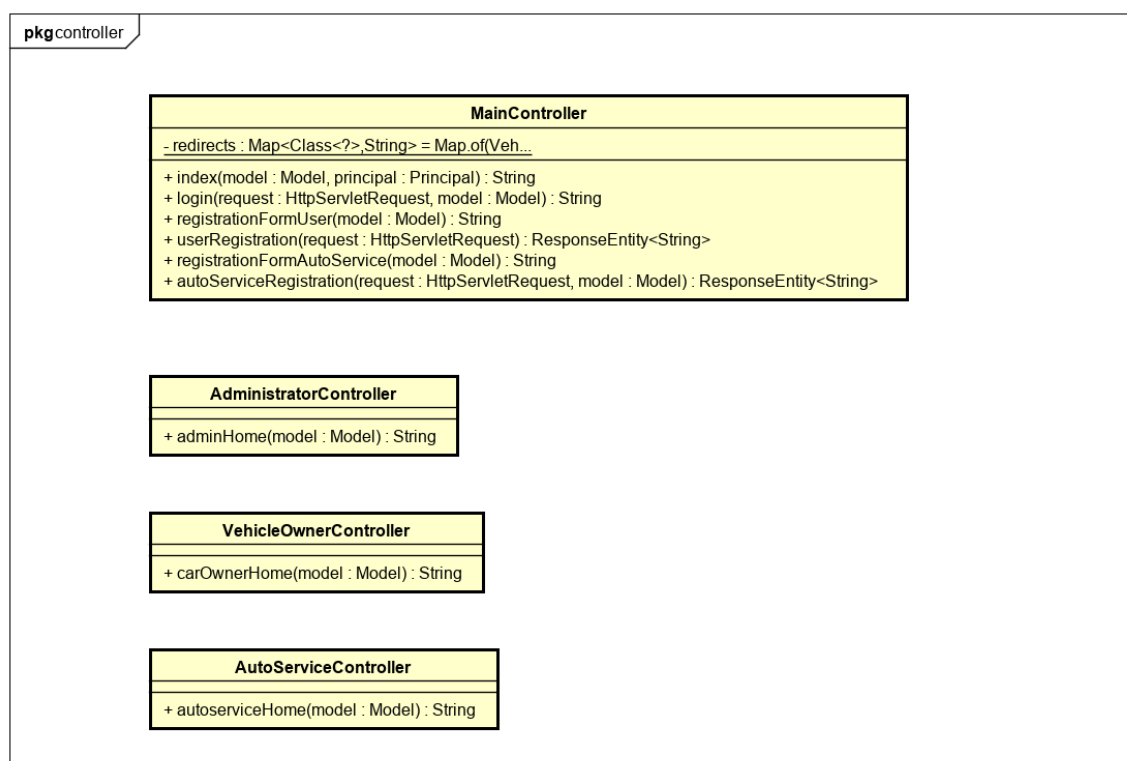 pkg controller
MainController
- redirects : Map<Class<?>,String> = Map.of(Veh...
+ index(model : Model, principal : Principal) : String
+ login(request : HttpServletRequest, model : Model) : String
+ registrationFormUser(model : Model) : String
+ userRegistration(request : HttpServletRequest) : ResponseEntity<String>
+ registrationFormAutoService(model : Model) : String
+ autoServiceRegistration(request : HttpServletRequest, model : Model) : ResponseEntity<String>
AdministratorController
+ adminHome(model : Model) : String
VehicleOwnerController
+ carOwnerHome(model : Model) : String
AutoServiceController
+ autoserviceHome(model : Model) : String